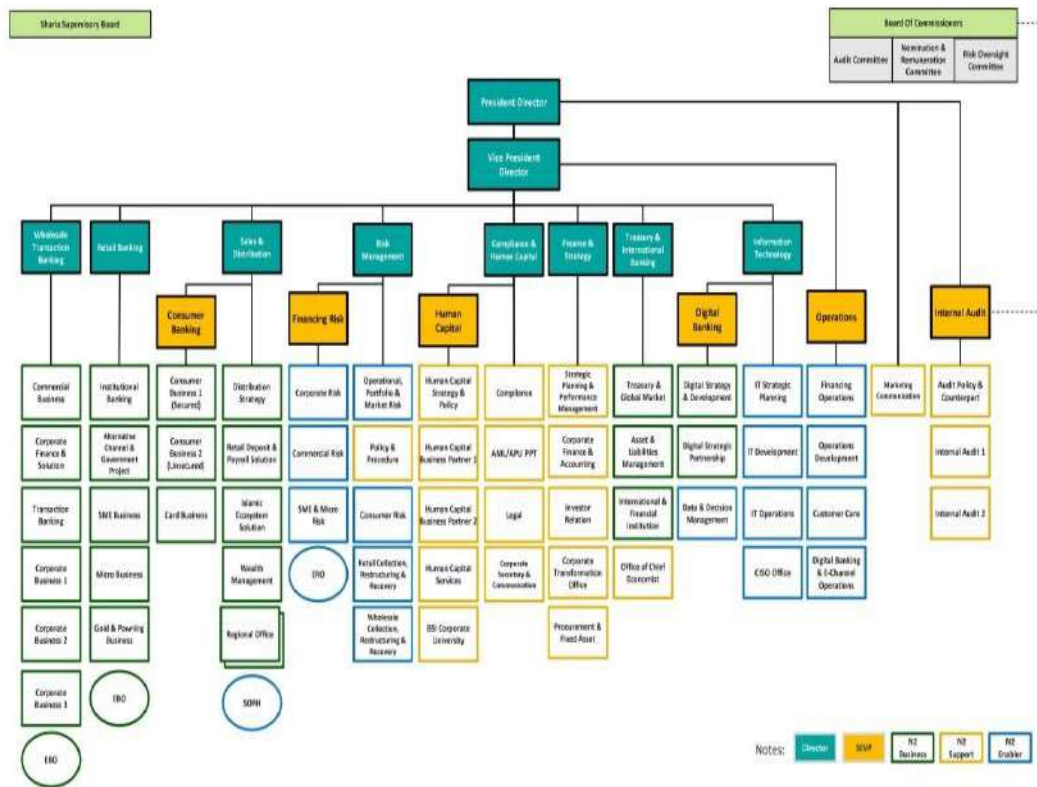 Sharia Supervisory Board
Board Of Commissioners
Audit Committee
Nomination &
Remuneration
Committee
Risk Oversight
Committee
President Director
Vice President
Director
Wholesale
Transaction
Banking
Retail Banking
Sales &
Distribution
Risk
Management
Compliance &
Human Capital
Finance &
Strategy
Treasury &
International
Banking
Information
Technology
Consumer
Banking
Financing Risk
Human
Capital
Digital
Banking
Operations
Internal Audit
Commercial
Business
Institutional
Banking
Consumer
Business 1
(Secured)
Distribution
Strategy
Corporate Risk
Operational,
Portfolio &
Market Risk
Human Capital
Strategy &
Policy
Compliance
Strategic
Planning &
Performance
Management
Treasury &
Global Market
Digital Strategy
& Development
IT Strategic
Planning
Financing
Operations
Marketing
Communication
Audit Policy &
Counterpart
Corporate
Finance &
Solution
Alternative
Channel &
Government
Project
Consumer
Business 2
(Unsecured)
Retail Deposit &
Payroll Solution
Commercial Risk
Policy &
Procedure
Human Capital
Business Partner 1
AML/APU PPT
Corporate
Finance &
Accounting
Asset &
Liabilities
Management
Digital Strategic
Partnership
IT Development
Operations
Development
Internal Audit 1
Transaction
Banking
SME Business
Card Business
Islamic
Ecosystem
Solution
SME & Micro
Risk
Consumer Risk
Human Capital
Business Partner 2
Legal
Investor
Relation
International &
Financial
Institution
Data & Decision
Management
IT Operations
Customer Care
Internal Audit 2
Corporate
Business 1
Micro Business
Wealth
Management
ERO
Retail Collection,
Restructuring &
Recovery
Human Capital
Services
Corporate
Secretary &
Communication
Corporate
Transformation
Office
Office of Chief
Economist
CISO Office
Digital Banking
& E-Channel
Operations
Corporate
Business 2
Gold & Pawning
Business
Regional Office
Wholesale
Collection,
Restructuring &
Recovery
BSI Corporate
University
Procurement &
Fixed Asset
Corporate
Business 3
EBO
SOPH
EBO
Notes:
Director
SEVP
N2
Business
N2
Support
N2
Enabler